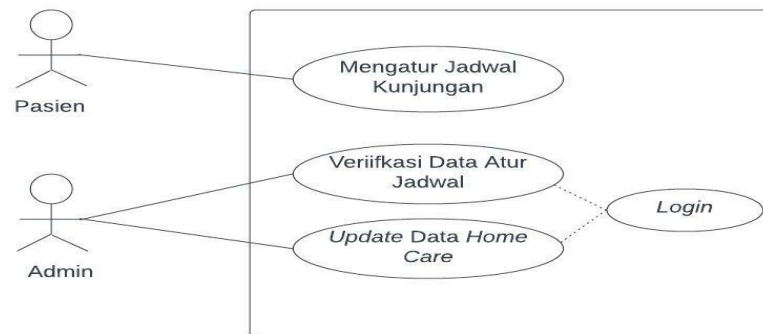 Mengatur Jadwal
Kunjungan
Pasien
Veriifkasi Data Atur
Jadwal
Login
Update Data Home
Care
Admin